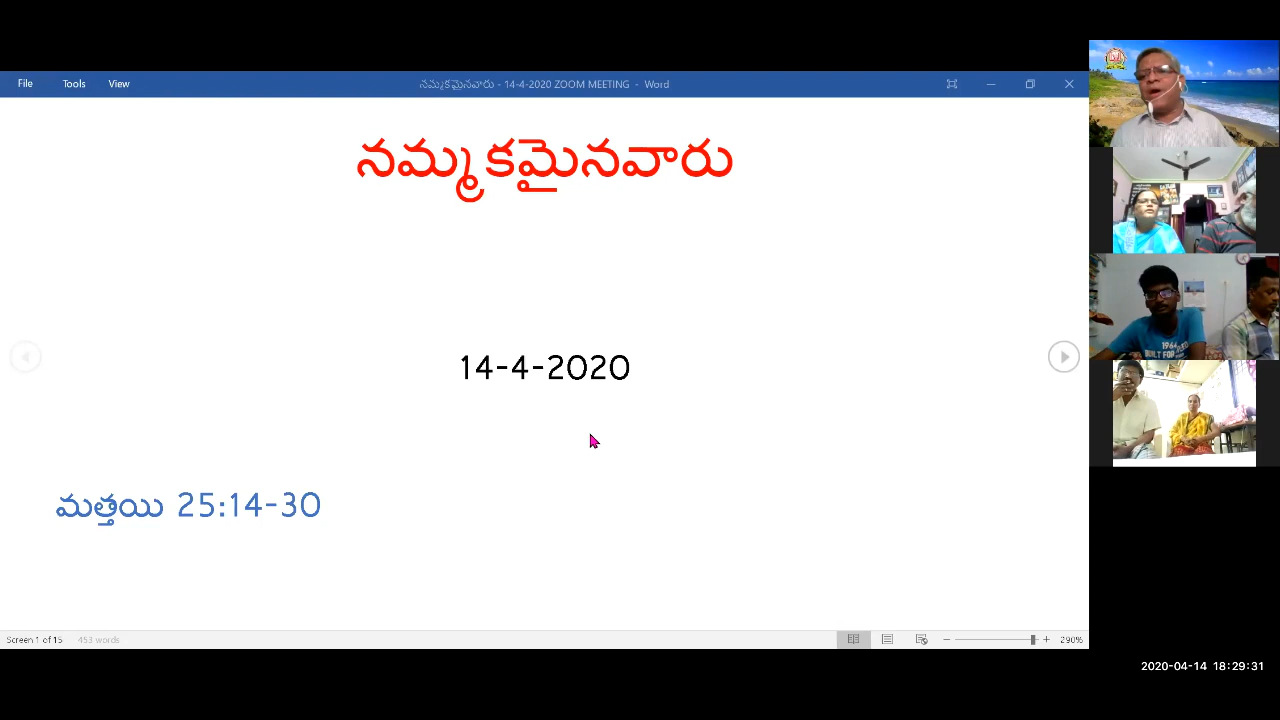 File Tools View
నమ్మకమైనవారు - 14-4-2020 ZOOM MEETING - Word
నమ్మకమైనవారు
14-4-2020
మత్తయి 25:14-30
Screen 1 of 15 453 words
290%
1964
2020-04-14 18:29:31